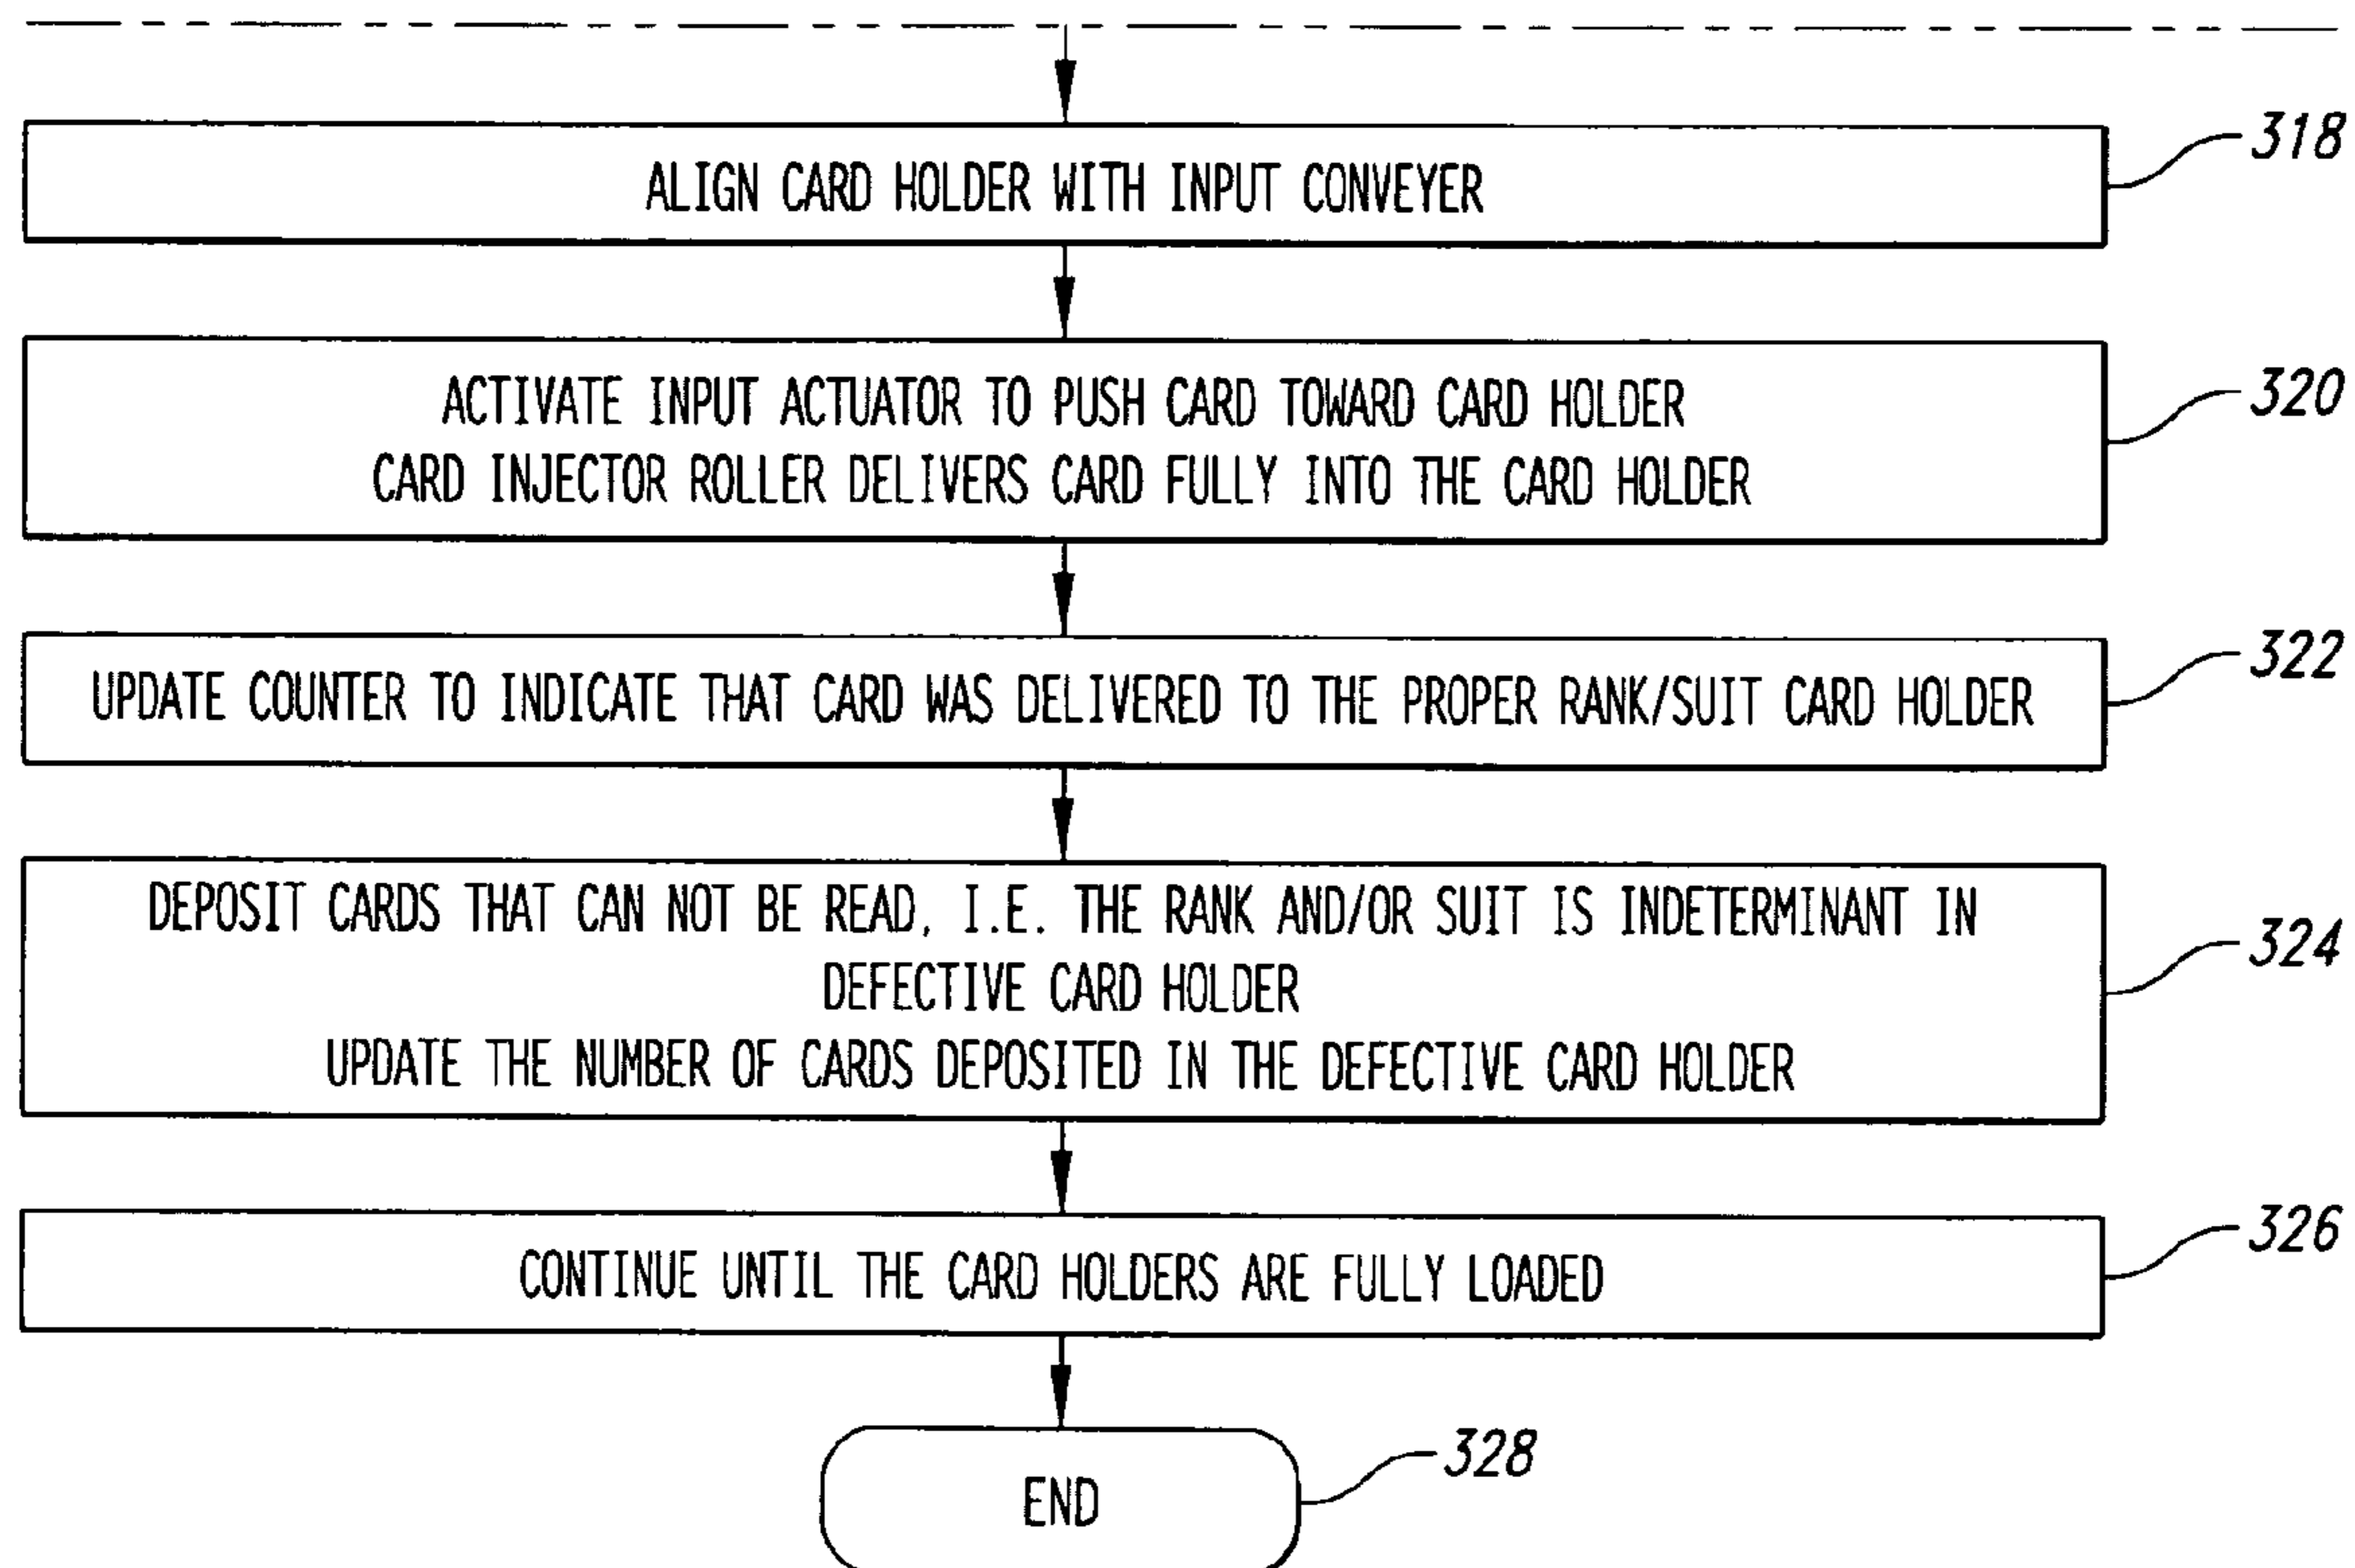 ALIGN CARD HOLDER WITH INPUT CONVEYER
318
ACTIVATE INPUT ACTUATOR TO PUSH CARD TOWARD CARD HOLDER
CARD INJECTOR ROLLER DELIVERS CARD FULLY INTO THE CARD HOLDER
320
UPDATE COUNTER TO INDICATE THAT CARD WAS DELIVERED TO THE PROPER RANK/SUIT CARD HOLDER
322
DEPOSIT CARDS THAT CAN NOT BE READ, I.E. THE RANK AND/OR SUIT IS INDETERMINANT IN
DEFECTIVE CARD HOLDER
UPDATE THE NUMBER OF CARDS DEPOSITED IN THE DEFECTIVE CARD HOLDER
324
CONTINUE UNTIL THE CARD HOLDERS ARE FULLY LOADED
326
END
328